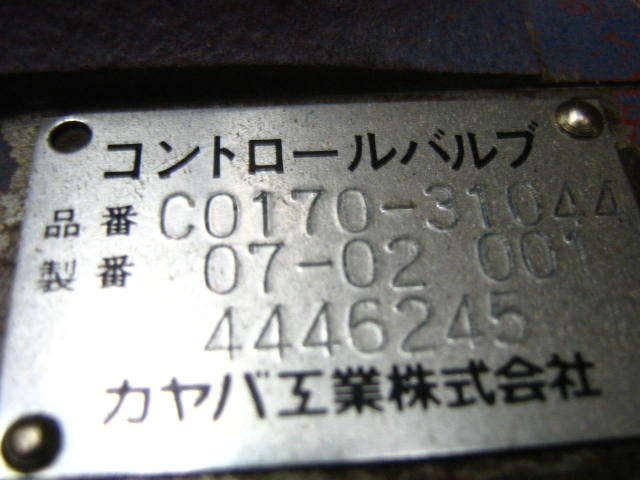 コントロールバルブ
品番 C0170-31044
製番 07-02 001
4446245
カヤバ工業株式会社